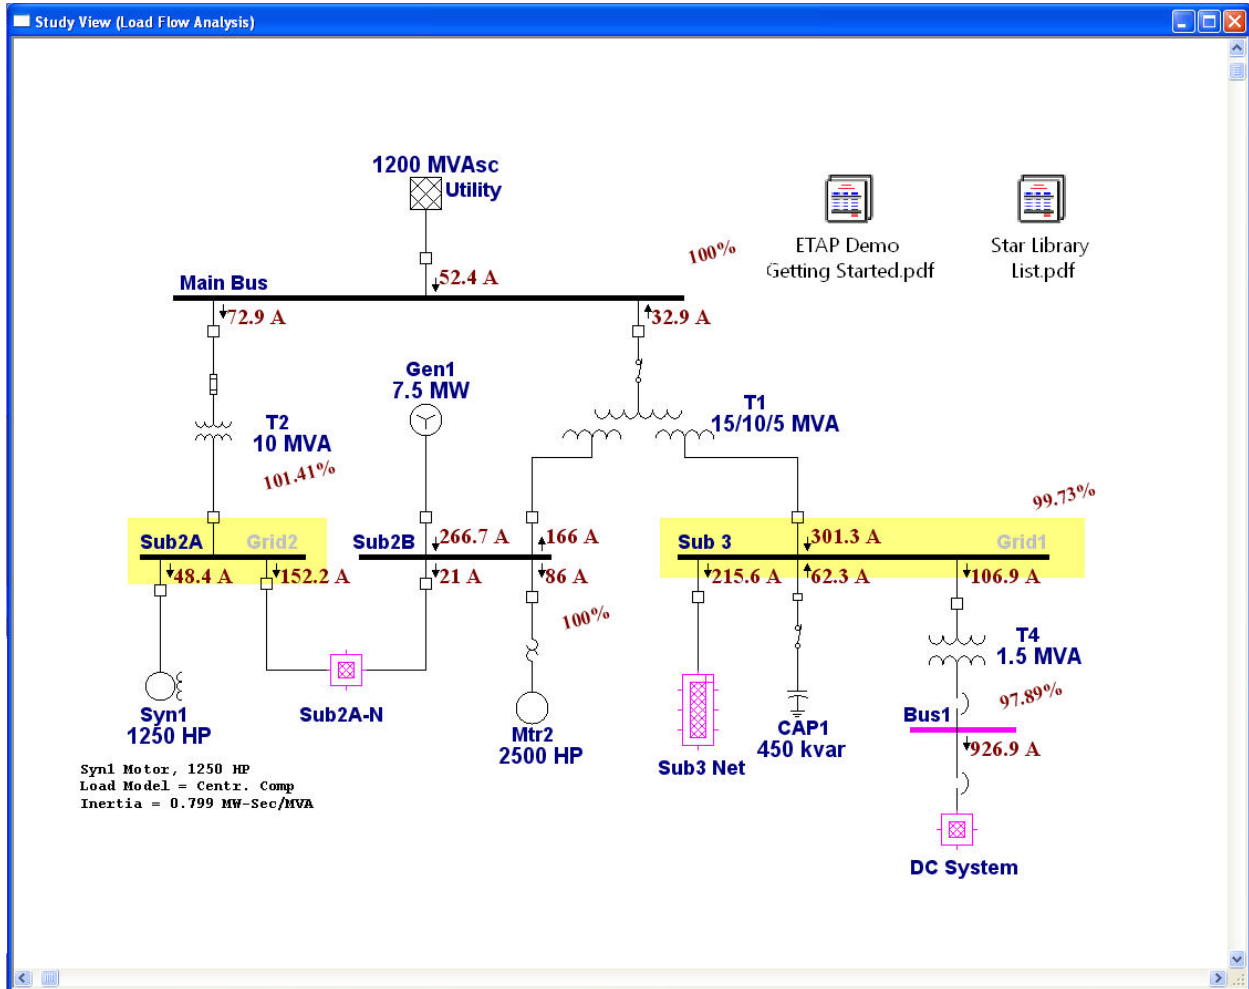 Study View (Load Flow Analysis)
1200 MVAsc
Utility
ETAP Demo
Getting Started.pdf
Star Library
List.pdf
100%
Main Bus
52.4 A
72.9 A
32.9 A
Gen1
7.5 MW
T2
10 MVA
T1
15/10/5 MVA
101.41%
99.73%
Sub2A
Grid2
Sub2B
266.7 A
166 A
Sub 3
301.3 A
Grid1
48.4 A
152.2 A
21 A
86 A
215.6 A
62.3 A
106.9 A
100%
T4
1.5 MVA
97.89%
Syn1
1250 HP
Sub2A-N
Mtr2
2500 HP
Sub3 Net
CAP1
450 kvar
Bus1
926.9 A
Syn1 Motor, 1250 HP
Load Model = Centr. Comp
Inertia = 0.799 MW-Sec/MVA
DC System